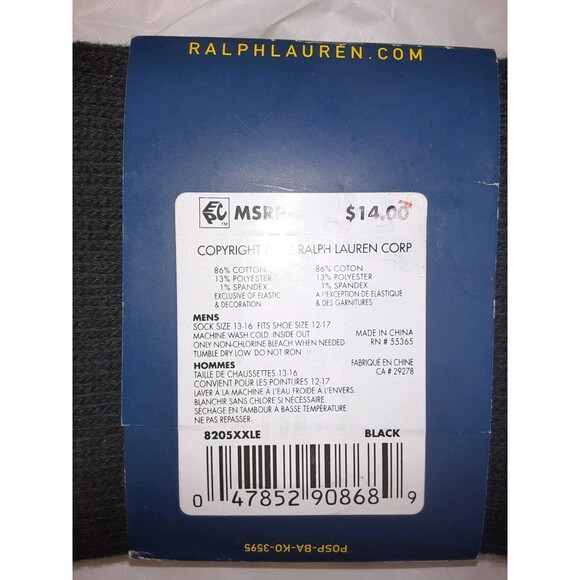 RALPHLAUREN.COM
MSRP $14.00
COPYRIGHT RALPH LAUREN CORP
86% COTTON 86% COTON
13% POLYESTER 13% POLYESTER
1% SPANDEX 1% SPANDEX
EXCLUSIVE OF ELASTIC A L'EXCEPTION DE ELASTIQUE
& DECORATION & DES GARNITURES
MENS
SOCK SIZE 13-16 FITS SHOE SIZE 12-17
MACHINE WASH COLD, INSIDE OUT MADE IN CHINA
ONLY NON-CHLORINE BLEACH WHEN NEEDED RN # 55365
TUMBLE DRY LOW DO NOT IRON
HOMMES FABRIQUÉ EN CHINE
TAILLE DE CHAUSSETTES 13-16 CA # 29278
CONVIENT POUR LES POINTURES 12-17
LAVER À LA MACHINE À L'EAU FROIDE À L'ENVERS
BLANCHIR SANS CHLORE SI NÉCESSAIRE
SÉCHAGE EN TAMBOUR À BASSE TEMPÉRATURE
NE PAS REPASSER
8205XXLE BLACK
0 47852 90868 9
POSP-BA-KO-3595